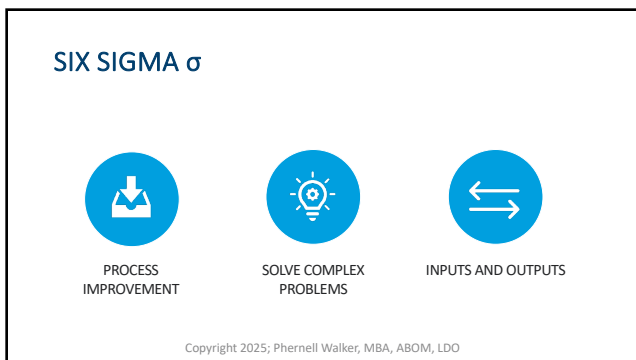 SIX SIGMA σ
PROCESS
IMPROVEMENT
SOLVE COMPLEX
PROBLEMS
INPUTS AND OUTPUTS
Copyright 2025; Phernell Walker, MBA, ABOM, LDO